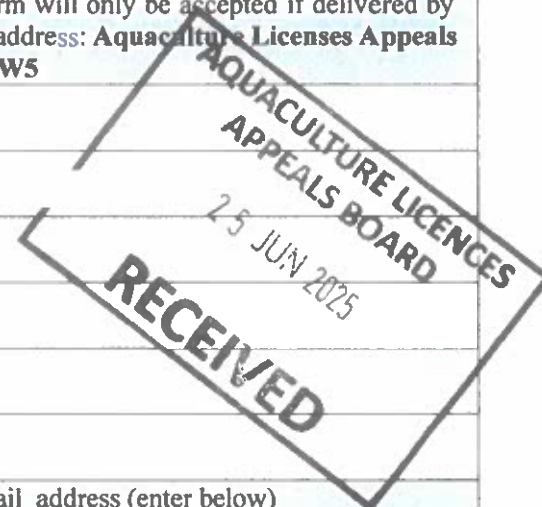 rm will only be accepted if delivered by
address: Aquaculture Licenses Appeals
W5
AQUACULTURE LICENCES
APPEALS BOARD
25 JUN 2025
RECEIVED
ail address (enter below)